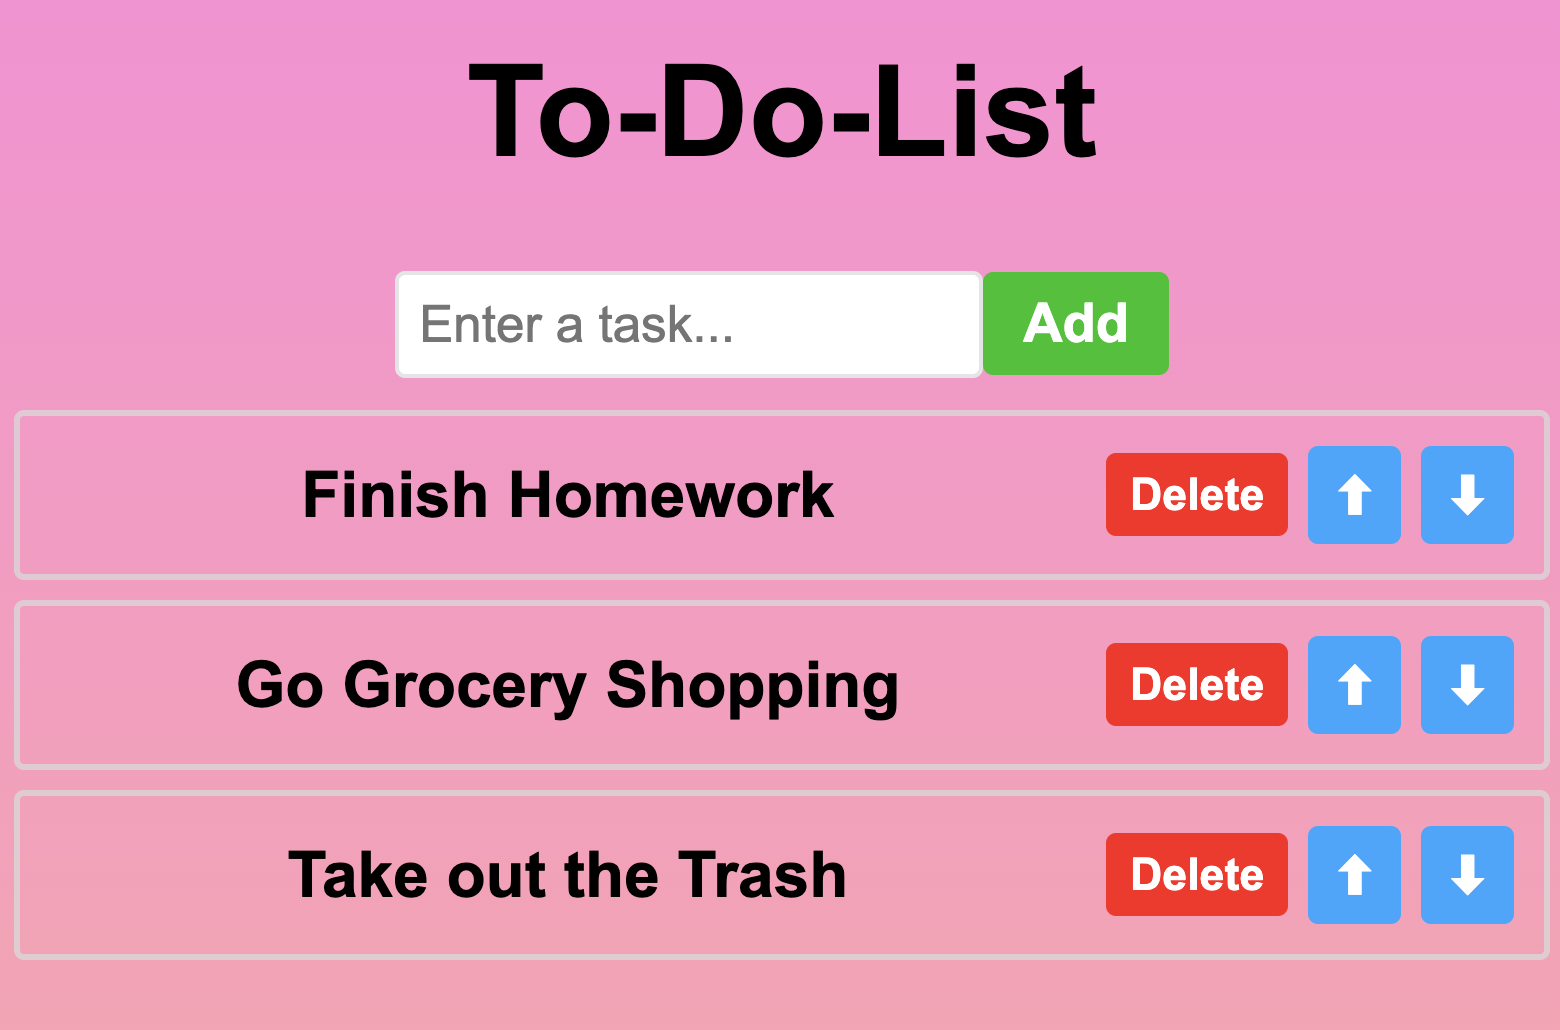 To-Do-List
Enter a task...
Add
Finish Homework
Delete
⬆
⬇
Go Grocery Shopping
Delete
⬆
⬇
Take out the Trash
Delete
⬆
⬇